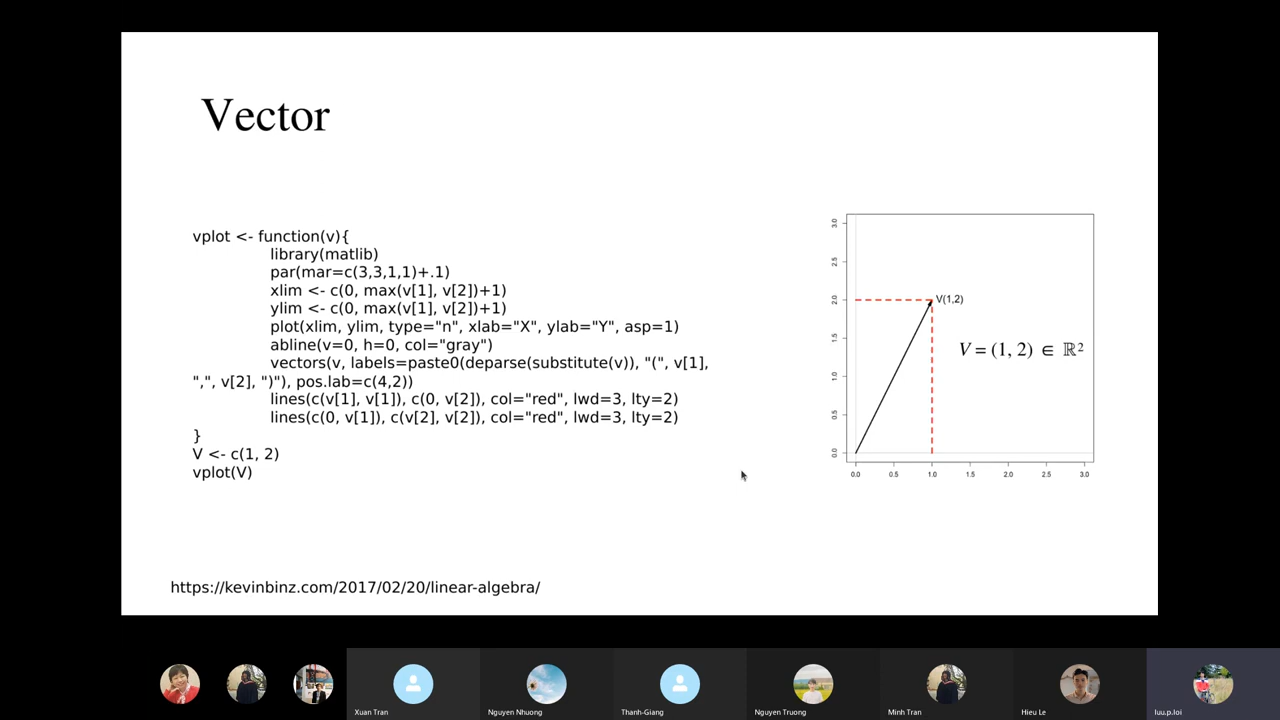 Vector
vplot <- function(v){
library(matlib)
par(mar=c(3,3,1,1)+.1)
xlim <- c(0, max(v[1], v[2])+1)
ylim <- c(0, max(v[1], v[2])+1)
plot(xlim, ylim, type="n", xlab="X", ylab="Y", asp=1)
abline(v=0, h=0, col="gray")
vectors(v, labels=paste0(deparse(substitute(v)), "(", v[1],
",", v[2], ")"), pos.lab=c(4,2))
lines(c(v[1], v[1]), c(0, v[2]), col="red", lwd=3, lty=2)
lines(c(0, v[1]), c(v[2], v[2]), col="red", lwd=3, lty=2)
}
V <- c(1, 2)
vplot(V)
3.0
2.5
2.0
1.5
1.0
0.5
0.0
V(1,2)
V = (1, 2) ∈ ℝ²
0.0 0.5 1.0 1.5 2.0 2.5 3.0
https://kevinbinz.com/2017/02/20/linear-algebra/
Xuan Tran
Nguyen Nhuong
Thanh-Giang
Nguyen Truong
Minh Tran
Hieu Le
luu.p.loi